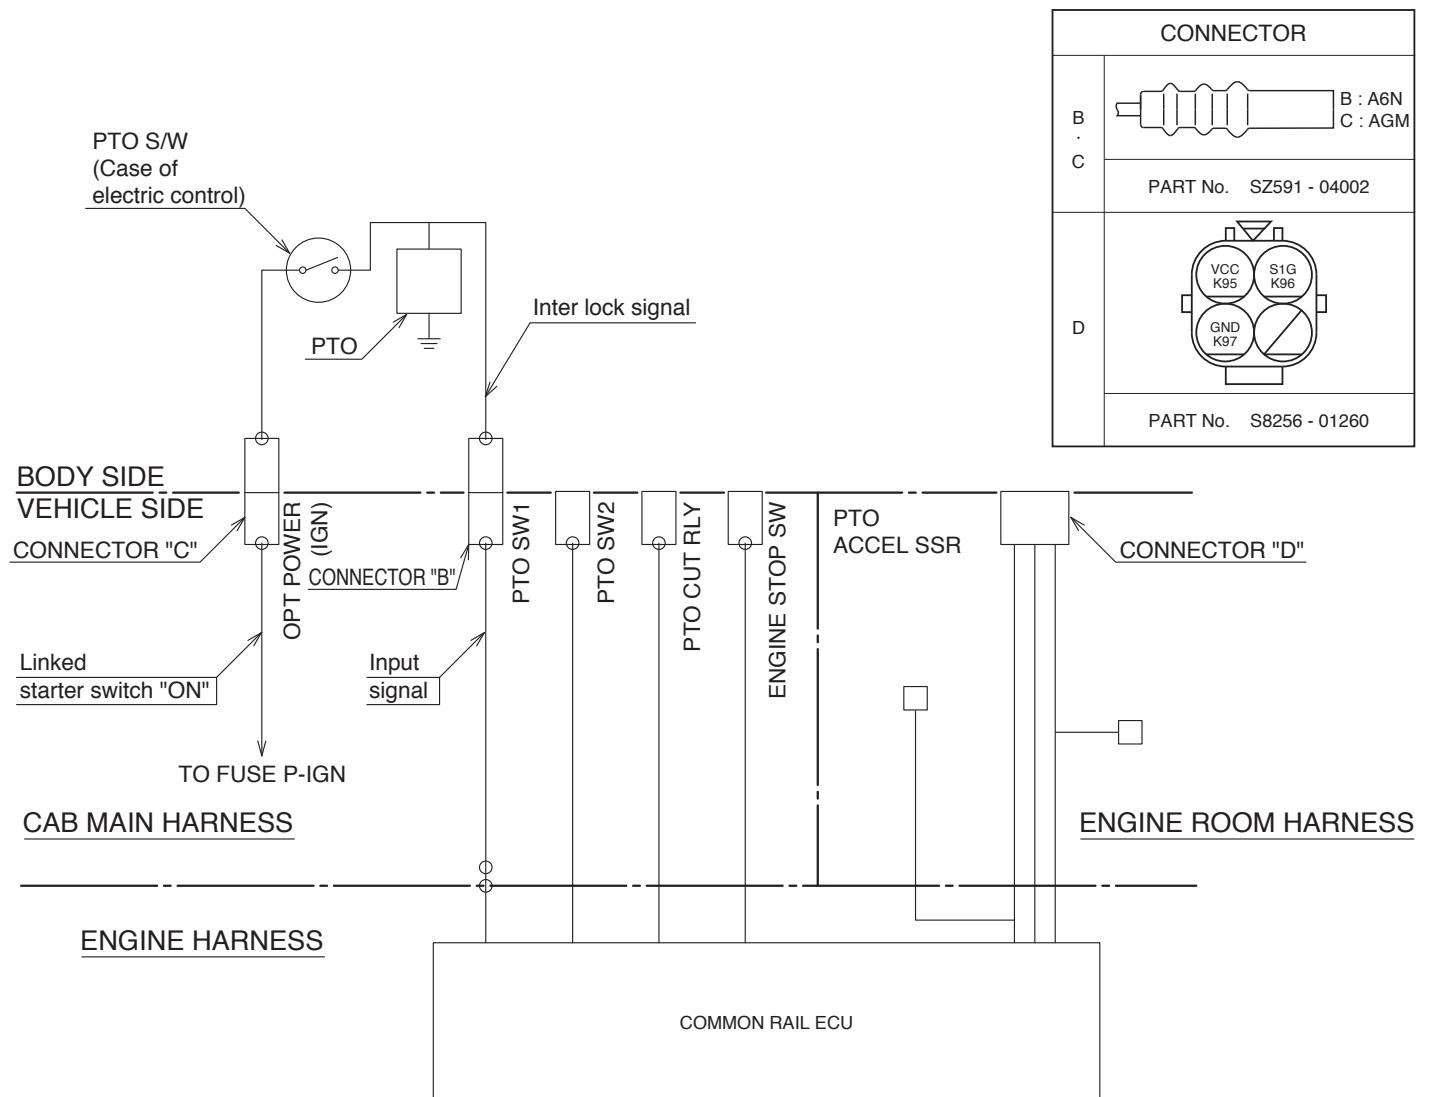 CONNECTOR
B
·
C
B : A6N
C : AGM
PART No. SZ591 - 04002
D
VCC
K95
S1G
K96
GND
K97
PART No. S8256 - 01260
PTO S/W
(Case of
electric control)
PTO
Inter lock signal
BODY SIDE
VEHICLE SIDE
CONNECTOR "C"
OPT POWER
(IGN)
CONNECTOR "B"
PTO SW1
PTO SW2
PTO CUT RLY
ENGINE STOP SW
PTO
ACCEL SSR
CONNECTOR "D"
Linked
starter switch "ON"
Input
signal
TO FUSE P-IGN
CAB MAIN HARNESS
ENGINE ROOM HARNESS
ENGINE HARNESS
COMMON RAIL ECU